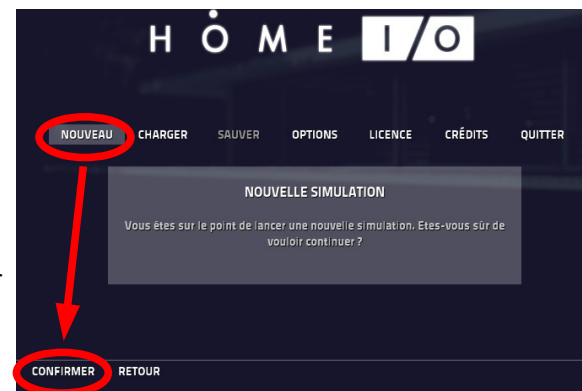 HOME I/O
NOUVEAU CHARGER SAUVER OPTIONS LICENCE CRÉDITS QUITTER
NOUVELLE SIMULATION
Vous êtes sur le point de lancer une nouvelle simulation. Etes-vous sûr de
vouloir continuer ?
CONFIRMER RETOUR